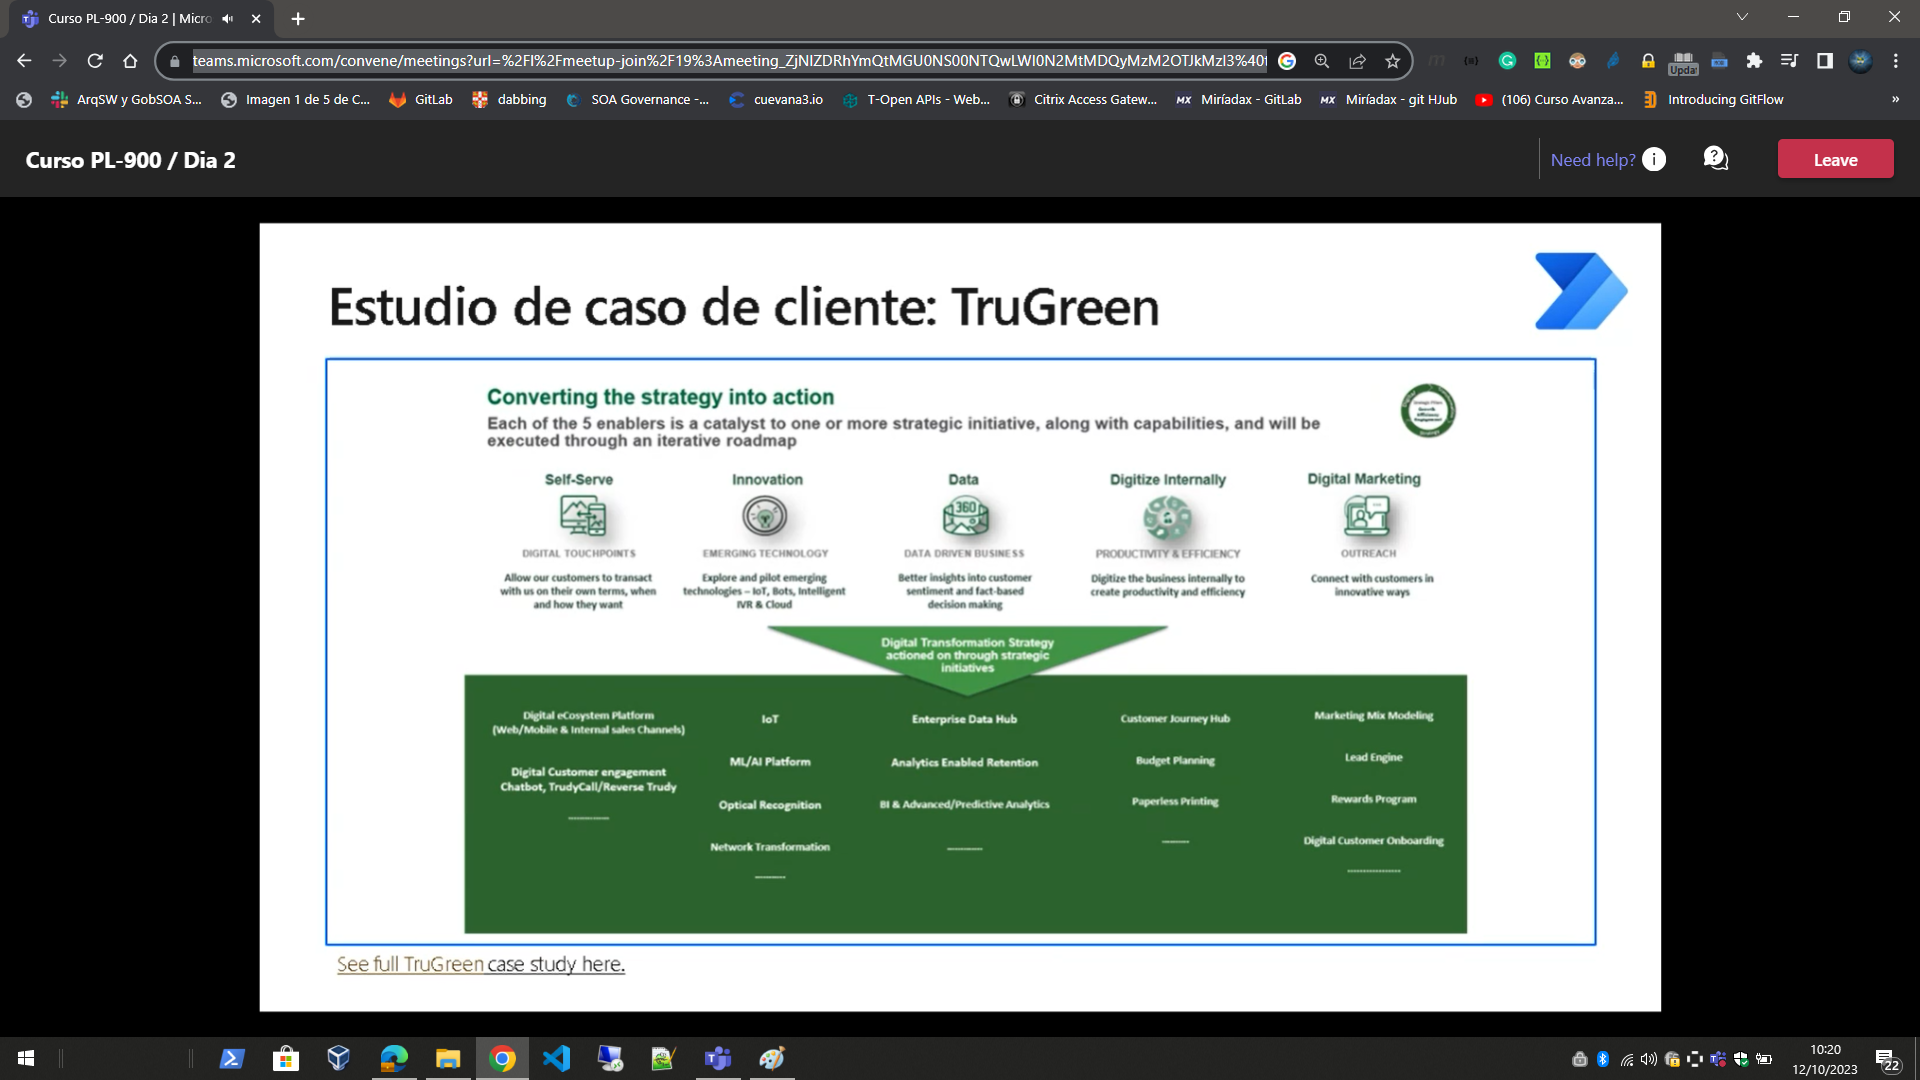 Curso PL-900 / Dia 2 | Micro
teams.microsoft.com/convene/meetings?url=%2Fl%2Fmeetup-join%2F19%3Ameeting_ZjNlZDRhYmQtMGU0NS00NTQwLWI0N2MtMDQyMzM2OTJkMzI3%40t
Upda
ArqSW y GobSOA S...
Imagen 1 de 5 de C...
GitLab
dabbing
SOA Governance -...
cuevana3.io
T-Open APIs - Web...
Citrix Access Gatew...
Miríadax - GitLab
Miríadax - git HJub
(106) Curso Avanza...
Introducing GitFlow
»
Curso PL-900 / Dia 2
Need help?
Leave
Estudio de caso de cliente: TruGreen
Converting the strategy into action
Each of the 5 enablers is a catalyst to one or more strategic initiative, along with capabilities, and will be
executed through an iterative roadmap
Self-Serve
DIGITAL TOUCHPOINTS
Allow our customers to transact
with us on their own terms, when
and how they want
Innovation
EMERGING TECHNOLOGY
Explore and pilot emerging
technologies – IoT, Bots, Intelligent
IVR & Cloud
Data
360
DATA DRIVEN BUSINESS
Better insights into customer
sentiment and fact-based
decision making
Digitize Internally
PRODUCTIVITY & EFFICIENCY
Digitize the business internally to
create productivity and efficiency
Digital Marketing
OUTREACH
Connect with customers in
innovative ways
Digital Transformation Strategy
actioned on through strategic
initiatives
Digital eCosystem Platform
(Web/Mobile & Internal sales Channels)
Digital Customer engagement
Chatbot, TrudyCall/Reverse Trudy
------------
IoT
ML/AI Platform
Optical Recognition
Network Transformation
---------
Enterprise Data Hub
Analytics Enabled Retention
BI & Advanced/Predictive Analytics
----------
Customer Journey Hub
Budget Planning
Paperless Printing
--------
Marketing Mix Modeling
Lead Engine
Rewards Program
Digital Customer Onboarding
----------------
See full TruGreen case study here.
10:20
12/10/2023
22